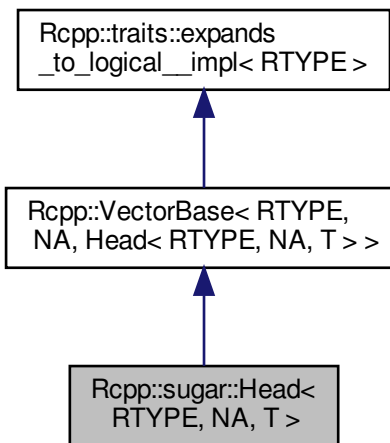 Rcpp::traits::expands
_to_logical__impl< RTYPE >
Rcpp::VectorBase< RTYPE,
NA, Head< RTYPE, NA, T > >
Rcpp::sugar::Head<
RTYPE, NA, T >